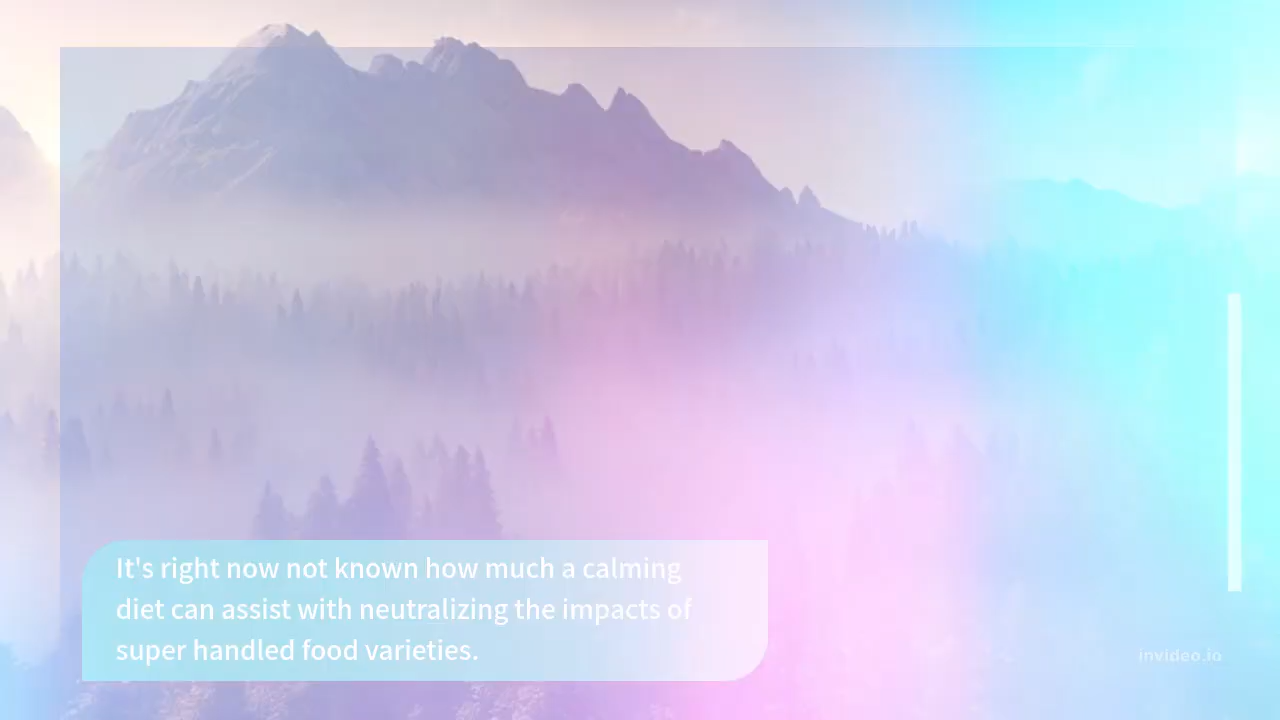 It's right now not known how much a calming
diet can assist with neutralizing the impacts of
super handled food varieties.
invideo.io